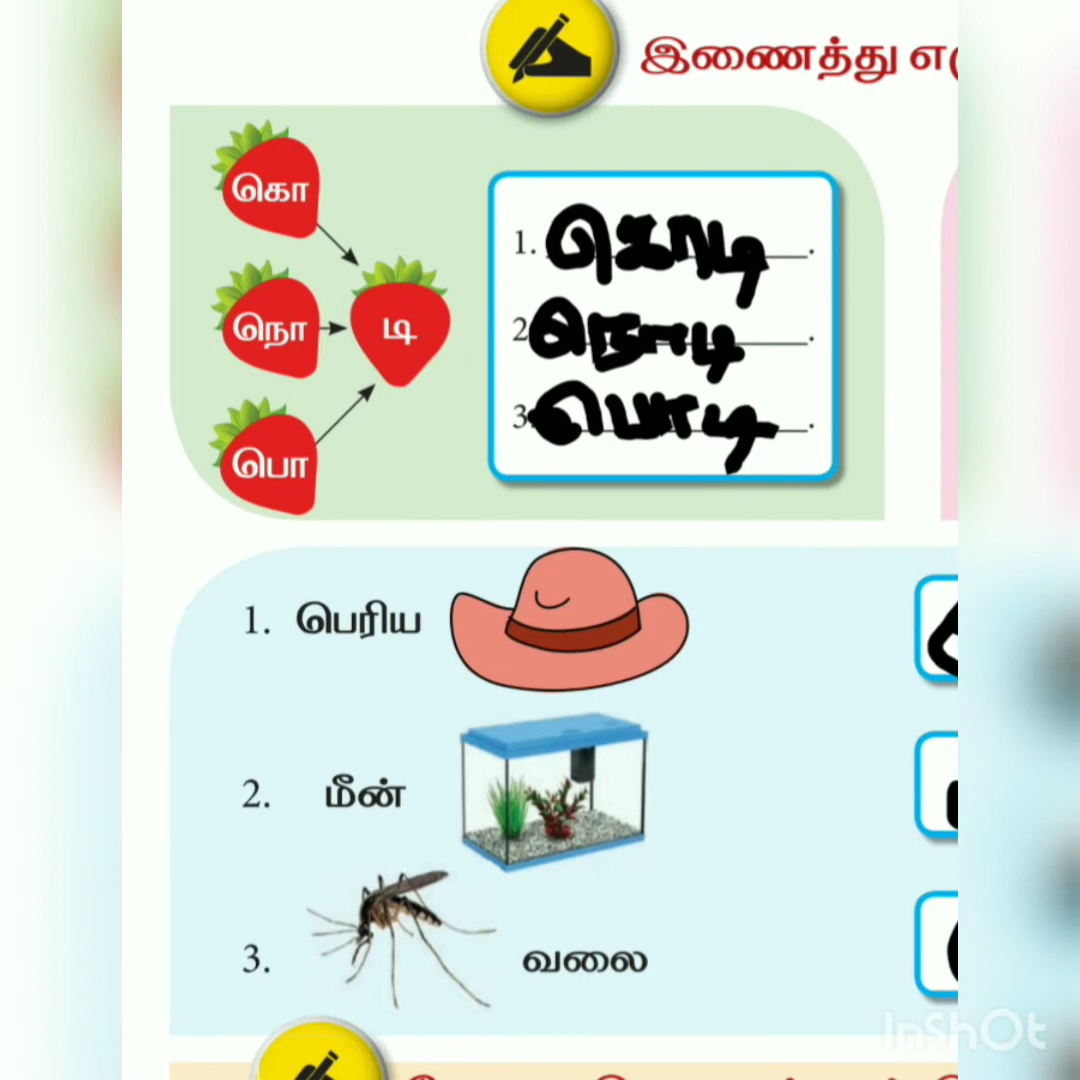 இணைத்து
கொ
நொ
பொ
டி
1. கொடி .
2 நொடி .
3 பொடி .
1. பெரிய
2. மீன்
3. வலை
InShOt